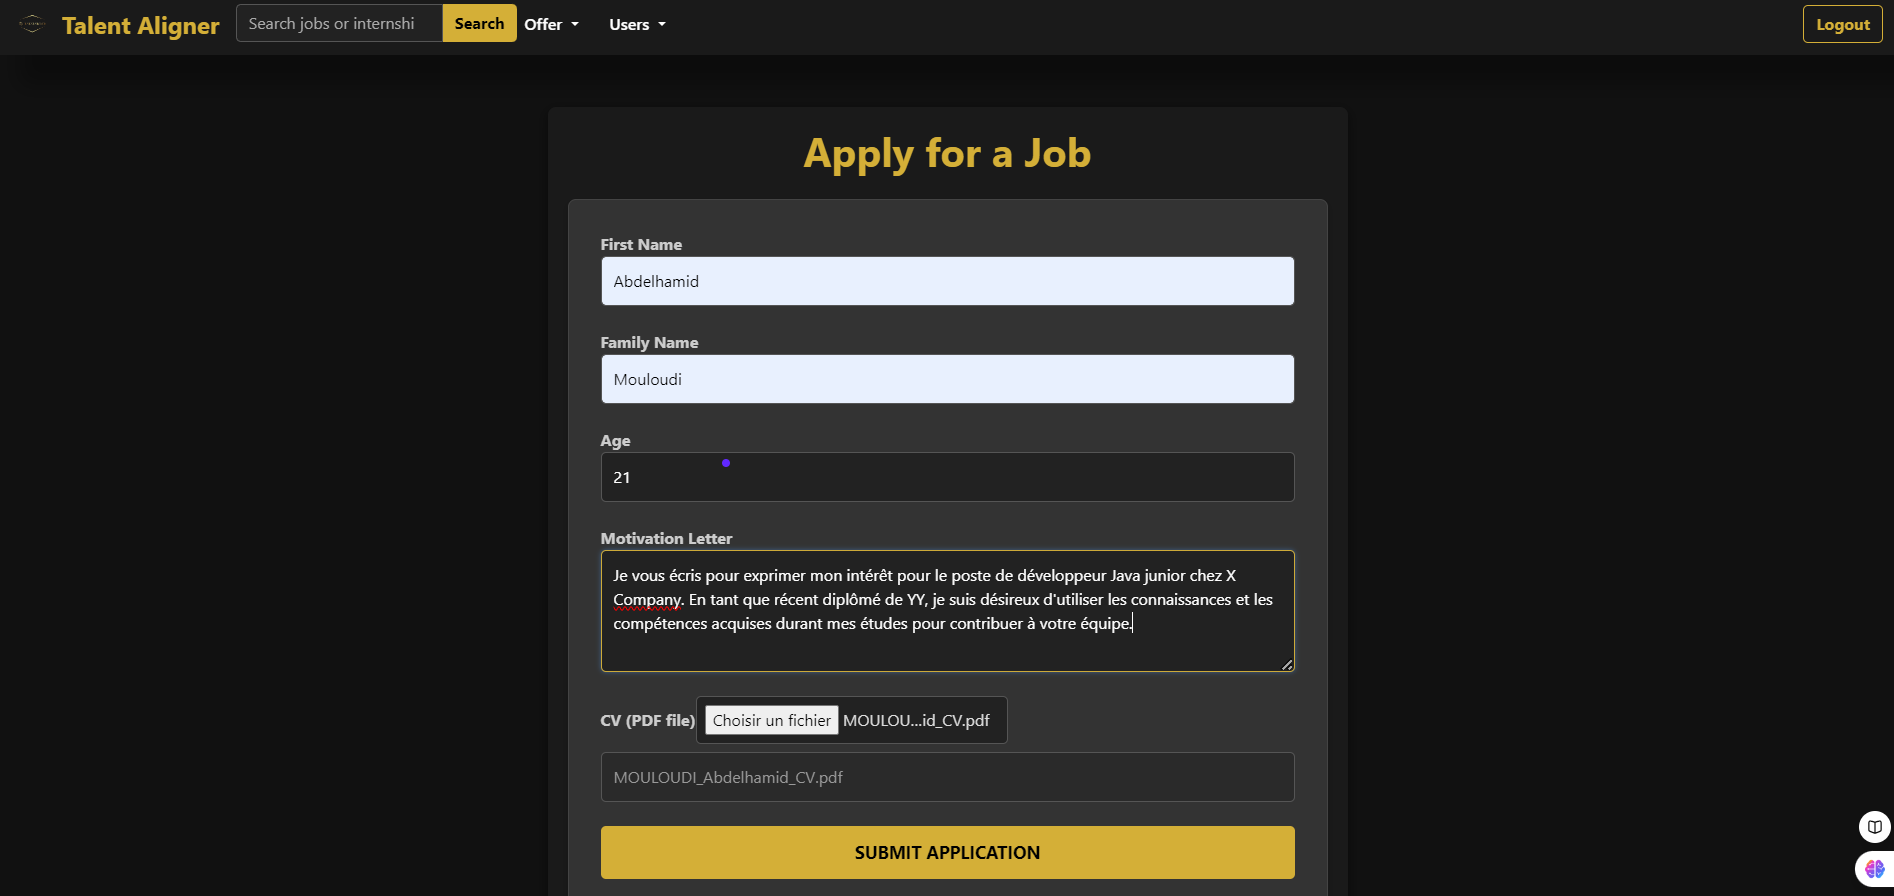 Talent Aligner
Search jobs or internshi
Search
Offer
Users
Logout
Apply for a Job
First Name
Abdelhamid
Family Name
Mouloudi
Age
21
Motivation Letter
Je vous écris pour exprimer mon intérêt pour le poste de développeur Java junior chez X
Company. En tant que récent diplômé de YY, je suis désireux d'utiliser les connaissances et les
compétences acquises durant mes études pour contribuer à votre équipe.
CV (PDF file)
Choisir un fichier
MOULOU...id_CV.pdf
MOULOUDI_Abdelhamid_CV.pdf
SUBMIT APPLICATION